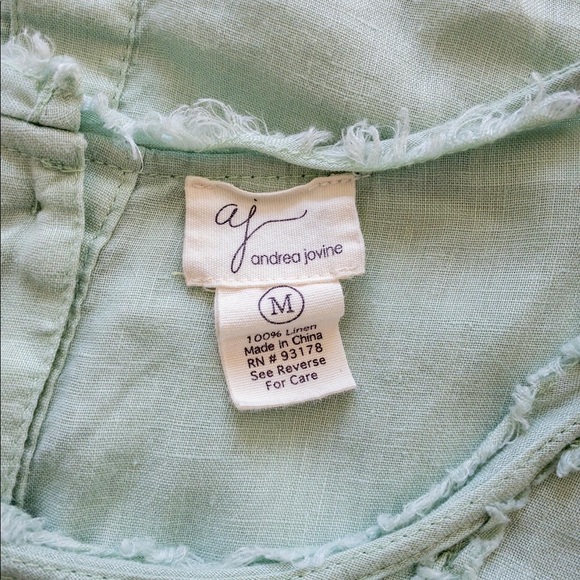 aj
andrea jovine
M
100% Linen
Made in China
RN # 93178
See Reverse
For Care